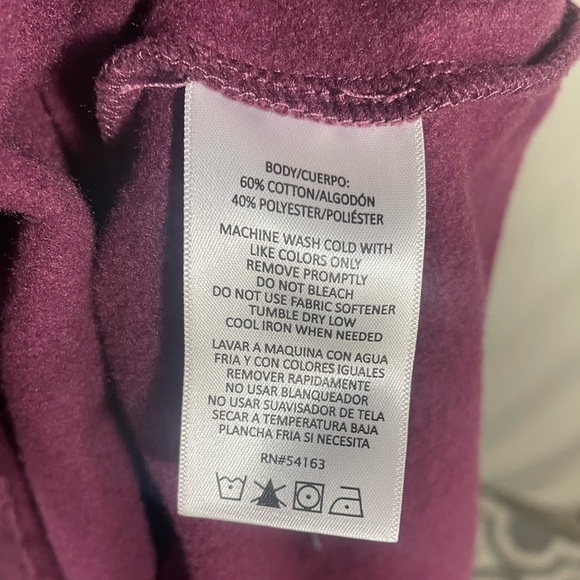 BODY/CUERPO:
60% COTTON/ALGODÓN
40% POLYESTER/POLIÉSTER
MACHINE WASH COLD WITH
LIKE COLORS ONLY
REMOVE PROMPTLY
DO NOT BLEACH
DO NOT USE FABRIC SOFTENER
TUMBLE DRY LOW
COOL IRON WHEN NEEDED
LAVAR A MAQUINA CON AGUA
FRIA Y CON COLORES IGUALES
REMOVER RAPIDAMENTE
NO USAR BLANQUEADOR
NO USAR SUAVISADOR DE TELA
SECAR A TEMPERATURA BAJA
PLANCHA FRIA SI NECESITA
RN#54163